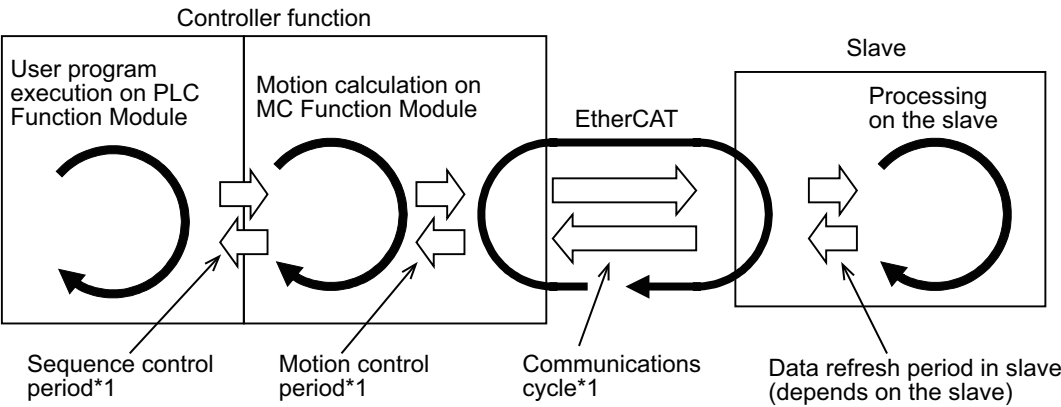 Controller function
User program
execution on PLC
Function Module
Motion calculation on
MC Function Module
EtherCAT
Slave
Processing
on the slave
Sequence control
period*1
Motion control
period*1
Communications
cycle*1
Data refresh period in slave
(depends on the slave)